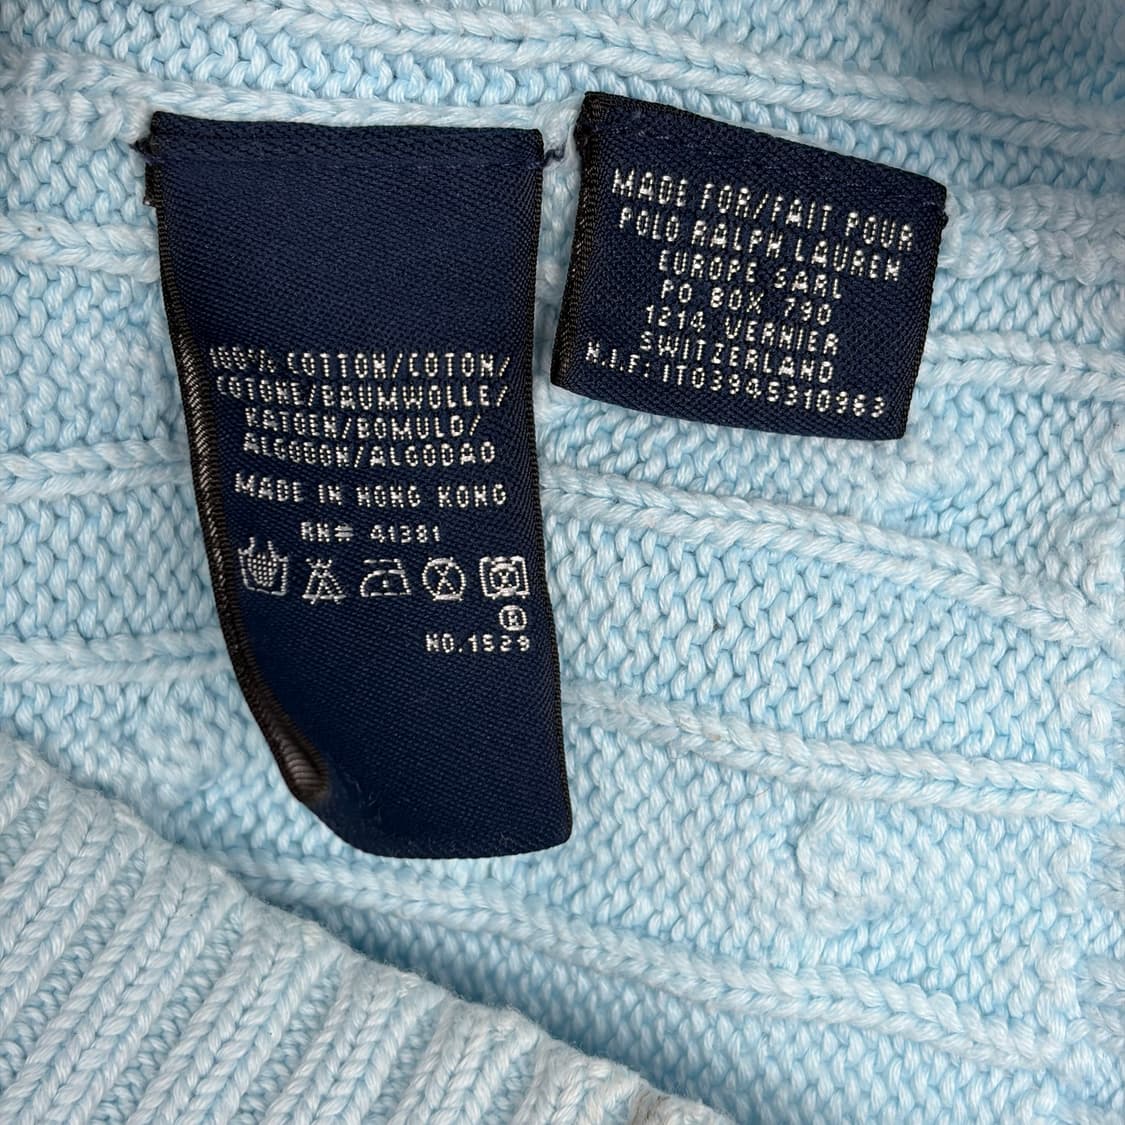 100% COTTON/COTON/
COTONE/BAUMWOLLE/
KATOEN/BOMULD/
ALGODON/ALGODAO
MADE IN HONG KONG
RN# 41381
®
NO.1529
MADE FOR/FAIT POUR
POLO RALPH LAUREN
EUROPE SARL
PO BOX 790
1214 VERNIER
SWITZERLAND
N.I.F: IT03945310963